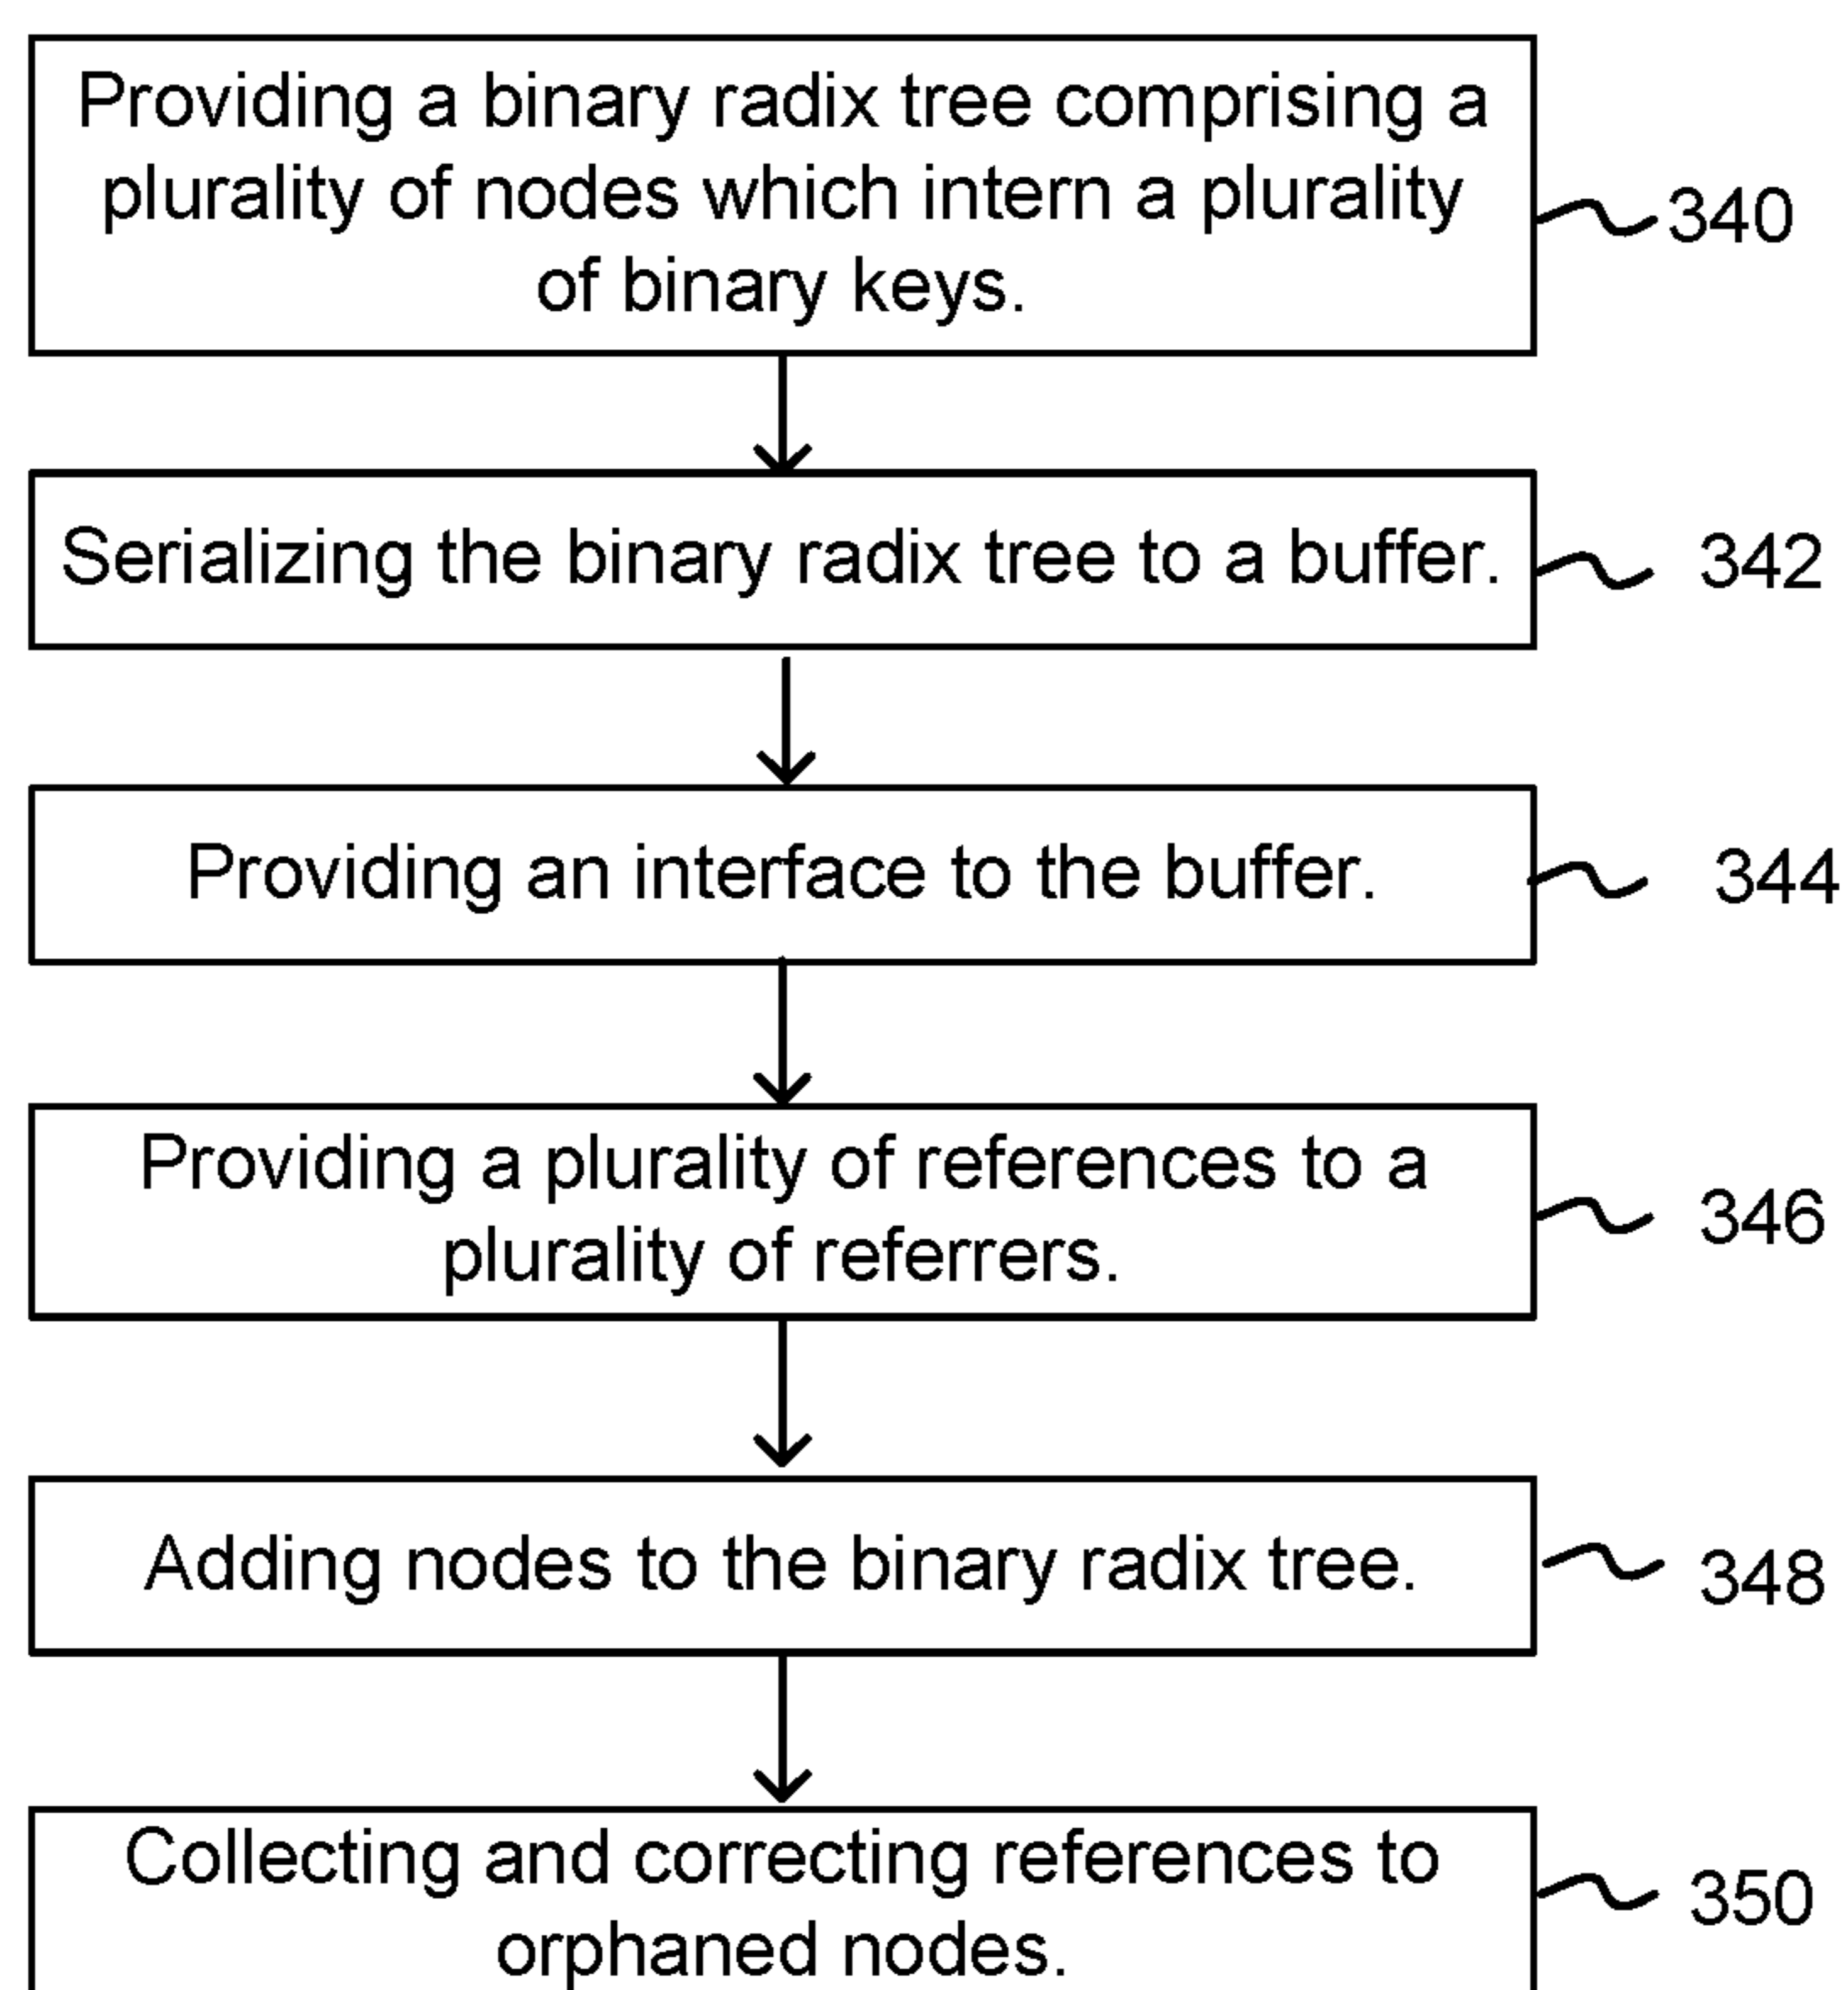 Providing a binary radix tree comprising a
plurality of nodes which intern a plurality
of binary keys.
340
Serializing the binary radix tree to a buffer.
342
Providing an interface to the buffer.
344
Providing a plurality of references to a
plurality of referrers.
346
Adding nodes to the binary radix tree.
348
Collecting and correcting references to
orphaned nodes.
350